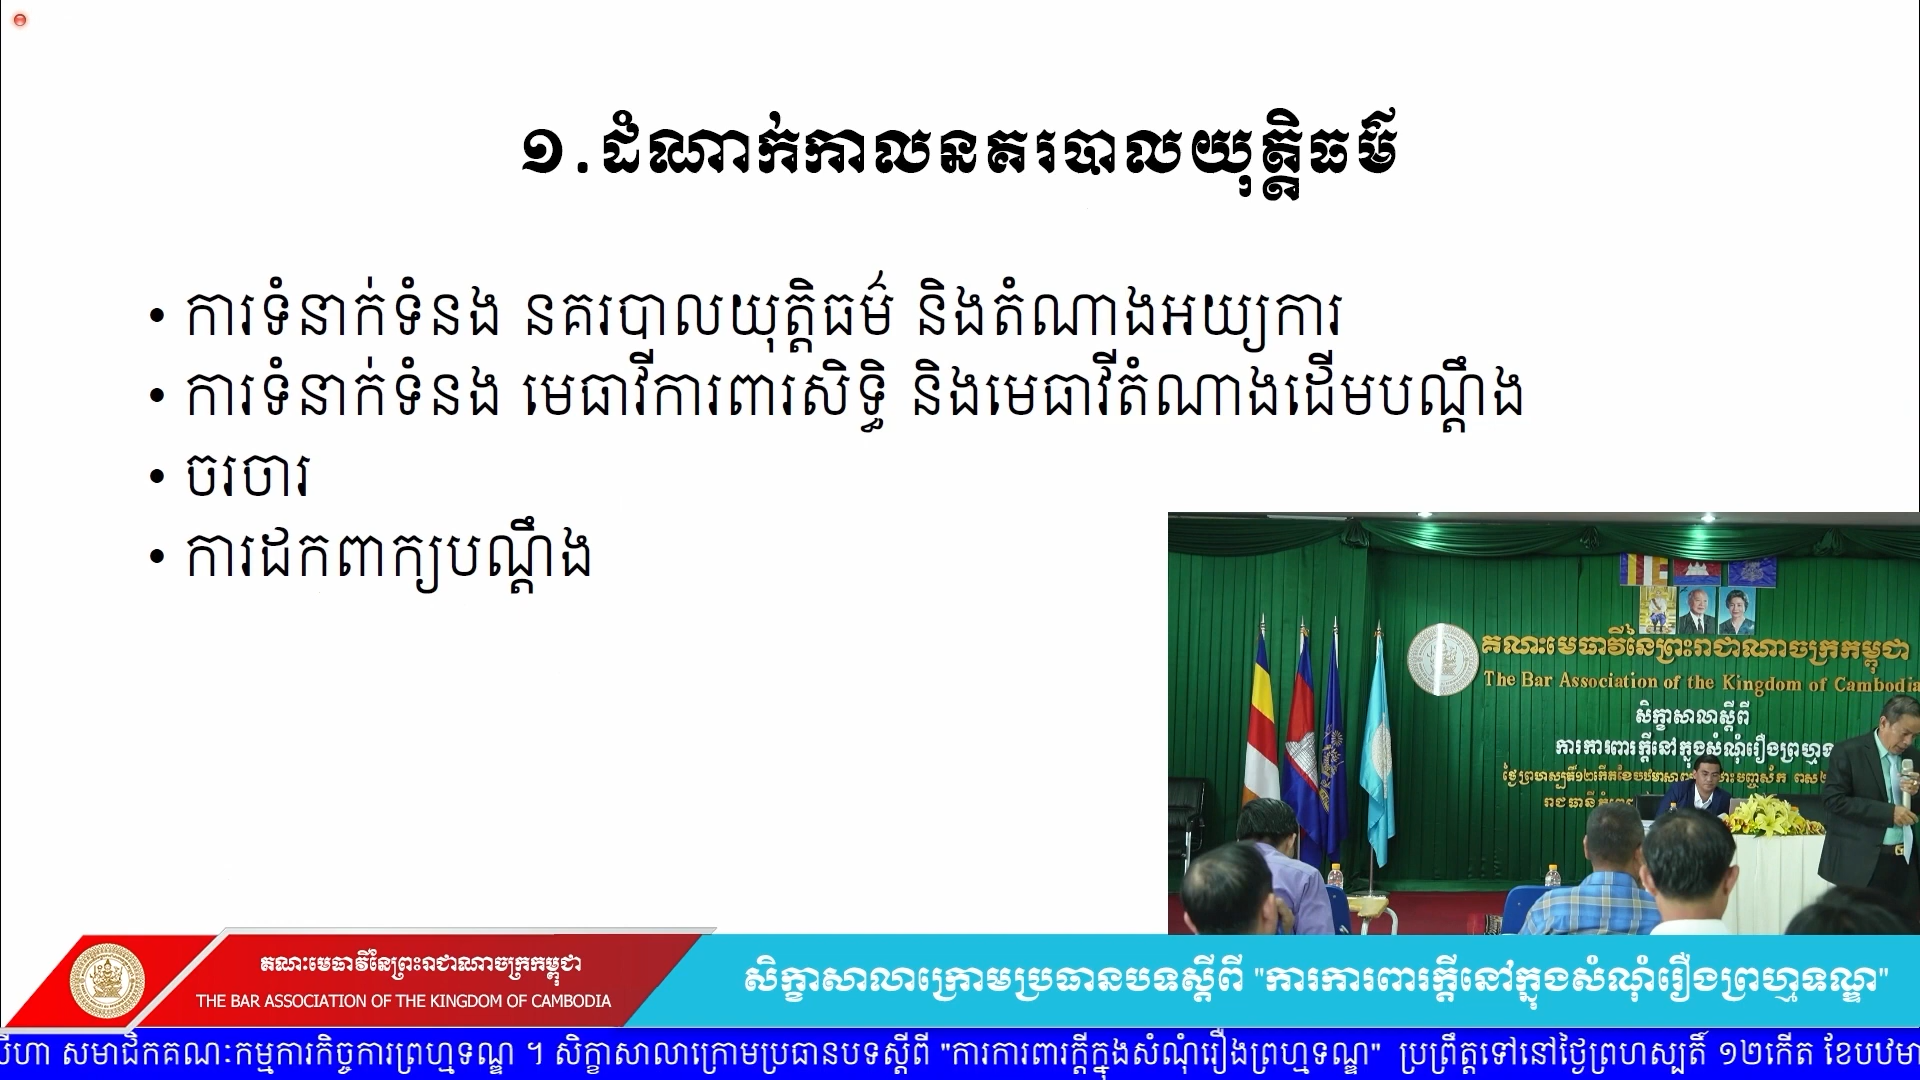 ១.ដំណាក់កាលនគរបាលយុត្តិធម៌
• ការទំនាក់ទំនង នគរបាលយុត្តិធម៌ និងតំណាងអយ្យការ
• ការទំនាក់ទំនង មេធាវីការពារសិទ្ធិ និងមេធាវីតំណាងដើមបណ្ដឹង
• ចរចារ
• ការដកពាក្យបណ្ដឹង
គណៈមេធាវីនៃព្រះរាជាណាចក្រកម្ពុជា
The Bar Association of the Kingdom of Cambodia
សិក្ខាសាលាស្ដីពី
ការការពារក្ដីនៅក្នុងសំណុំរឿងព្រហ្មទ
គណៈមេធាវីនៃព្រះរាជាណាចក្រកម្ពុជា
THE BAR ASSOCIATION OF THE KINGDOM OF CAMBODIA
សិក្ខាសាលាក្រោមប្រធានបទស្ដីពី "ការការពារក្ដីនៅក្នុងសំណុំរឿងព្រហ្មទណ្ឌ"
សីហា សមាជិកគណៈកម្មការកិច្ចការព្រហ្មទណ្ឌ ។ សិក្ខាសាលាក្រោមប្រធានបទស្ដីពី "ការការពារក្ដីក្នុងសំណុំរឿងព្រហ្មទណ្ឌ" ប្រព្រឹត្តទៅនៅថ្ងៃព្រហស្បតិ៍ ១២កើត ខែបឋមា